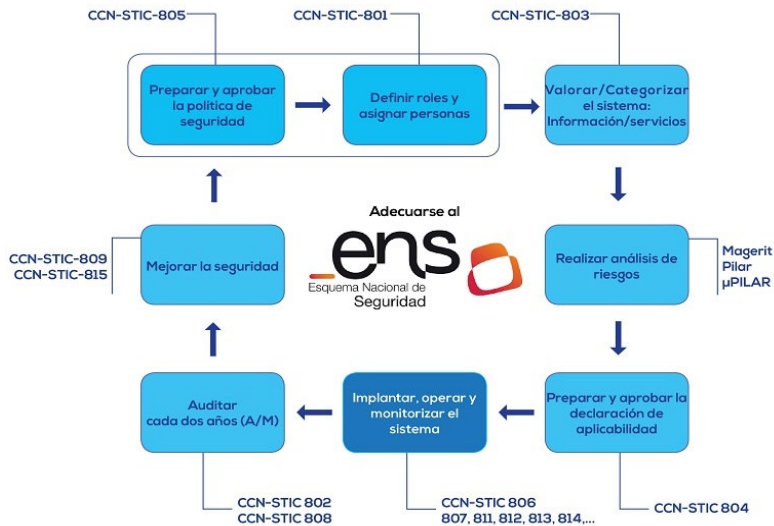 CCN-STIC-805
CCN-STIC-801
CCN-STIC-803
Preparar y aprobar
la política de
seguridad
Definir roles y
asignar personas
Valorar/Categorizar
el sistema:
Información/servicios
Adecuarse al
ens
Esquema Nacional de
Seguridad
CCN-STIC-809
CCN-STIC-815
Mejorar la seguridad
Realizar análisis de
riesgos
Magerit
Pilar
µPILAR
Auditar
cada dos años (A/M)
Implantar, operar y
monitorizar el
sistema
Preparar y aprobar la
declaración de
aplicabilidad
CCN-STIC 802
CCN-STIC 808
CCN-STIC 806
807, 811, 812, 813, 814,...
CCN-STIC 804